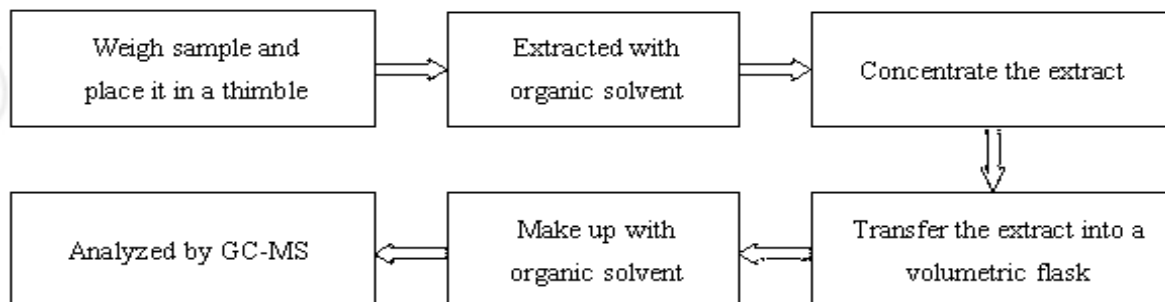 Weigh sample and
place it in a thimble
Extracted with
organic solvent
Concentrate the extract
Transfer the extract into a
volumetric flask
Make up with
organic solvent
Analyzed by GC-MS